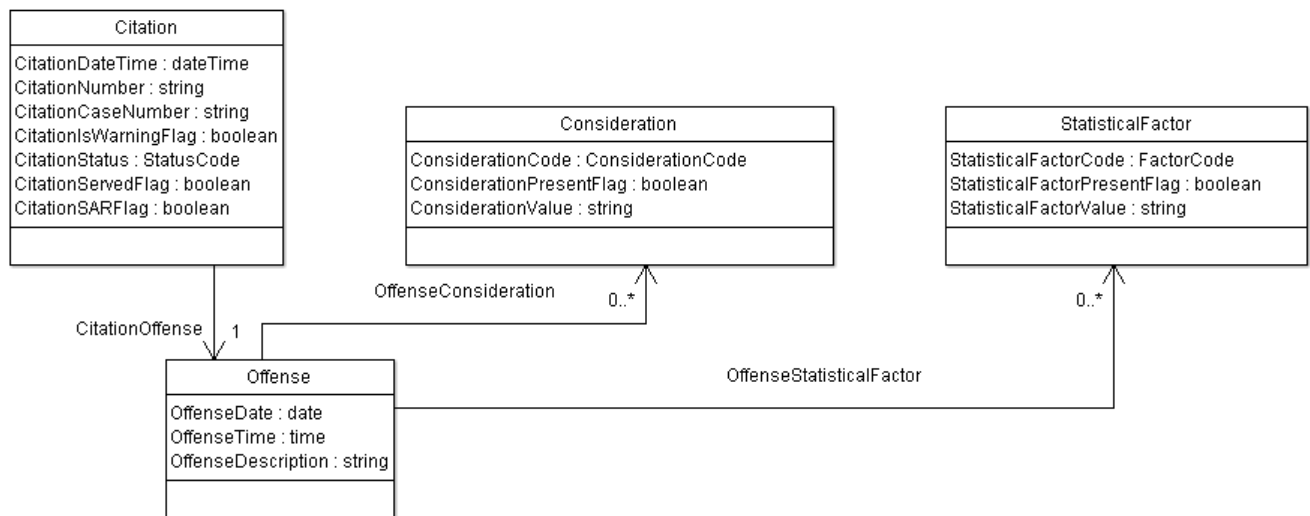 Citation
CitationDateTime : dateTime
CitationNumber : string
CitationCaseNumber : string
CitationIsWarningFlag : boolean
CitationStatus : StatusCode
CitationServedFlag : boolean
CitationSARFlag : boolean
Consideration
ConsiderationCode : ConsiderationCode
ConsiderationPresentFlag : boolean
ConsiderationValue : string
StatisticalFactor
StatisticalFactorCode : FactorCode
StatisticalFactorPresentFlag : boolean
StatisticalFactorValue : string
OffenseConsideration
0..*
0..*
CitationOffense
1
OffenseStatisticalFactor
Offense
OffenseDate : date
OffenseTime : time
OffenseDescription : string